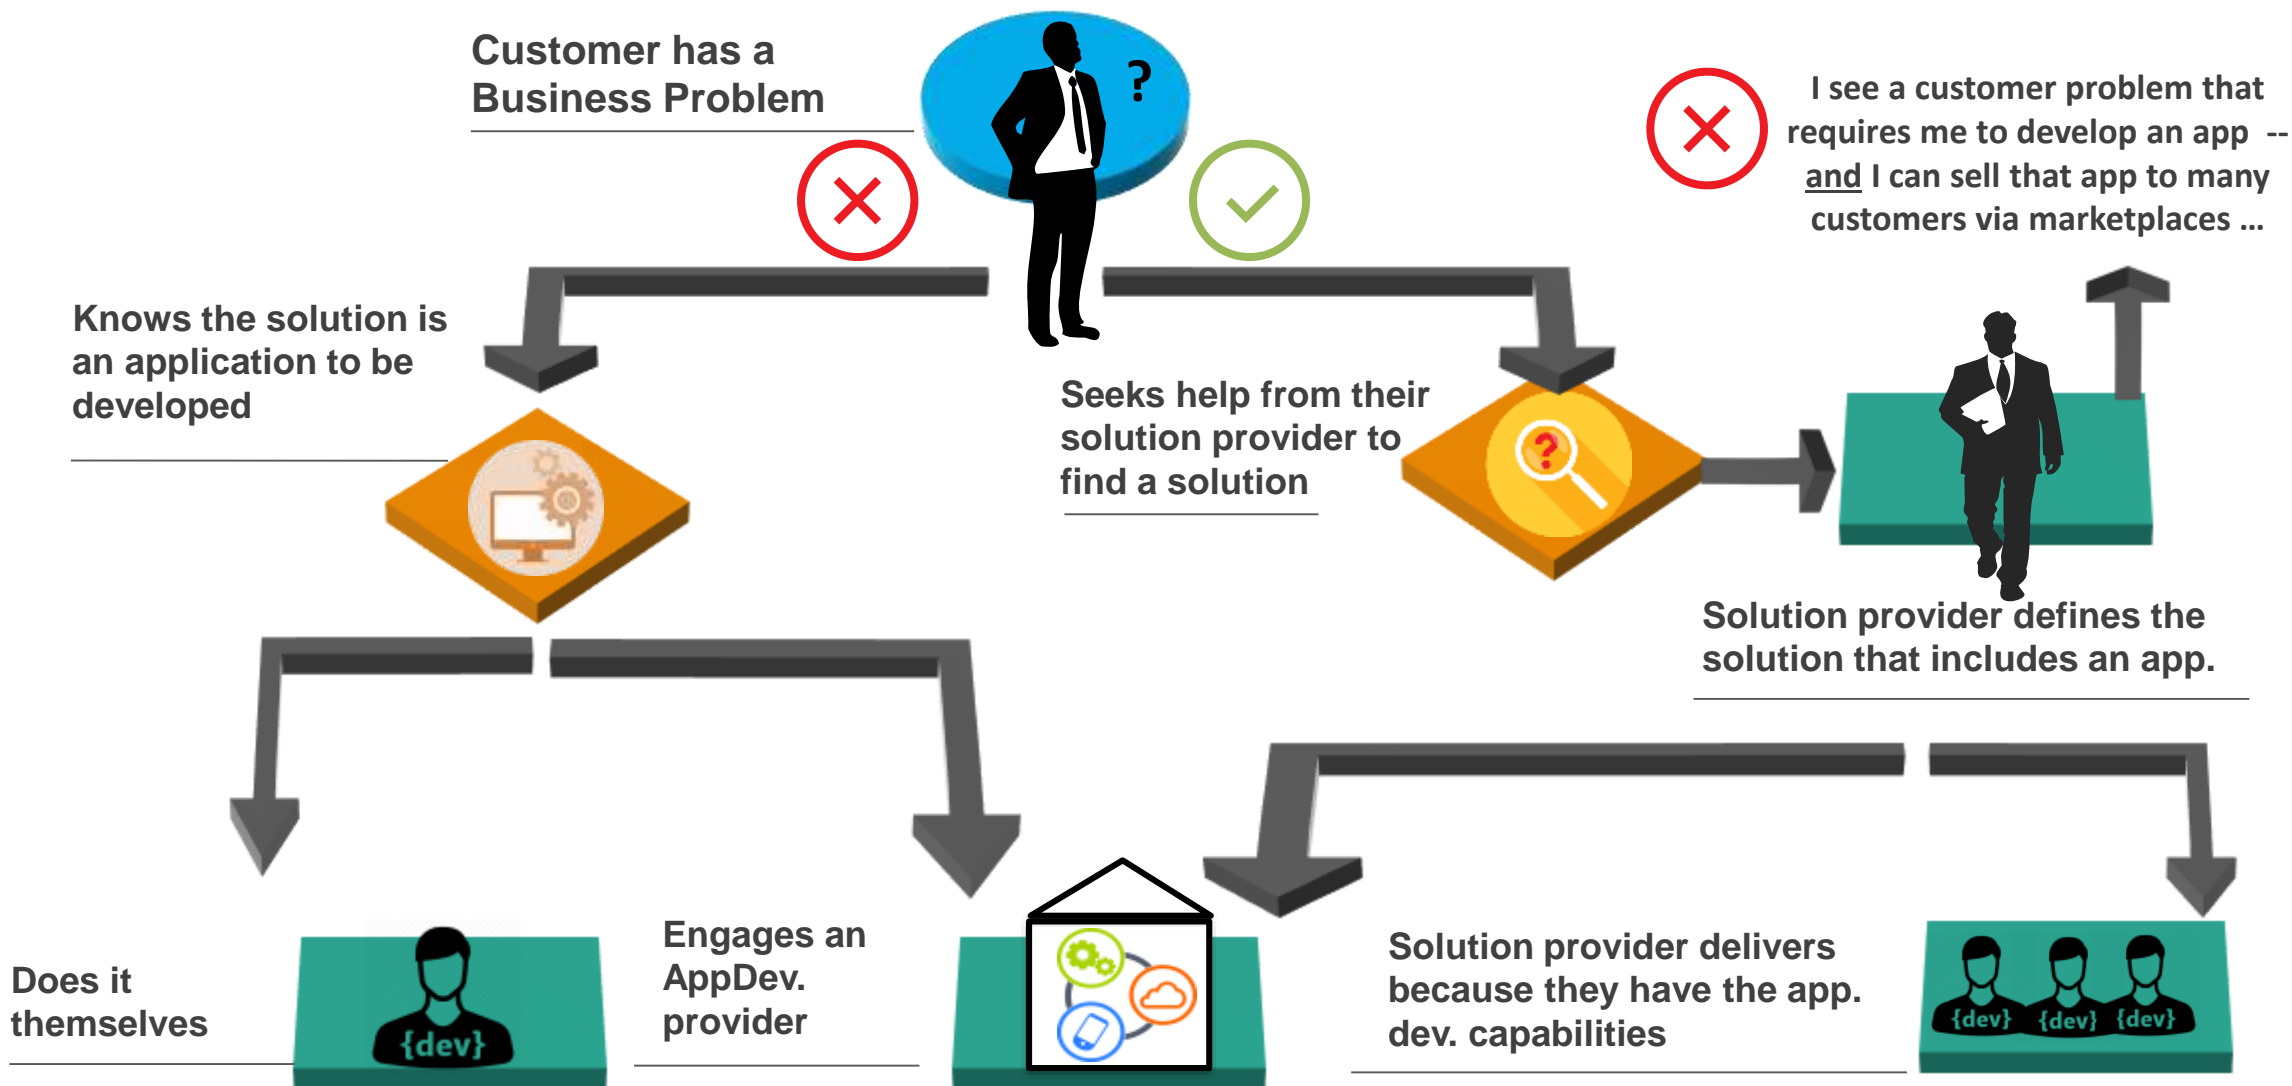 Customer has a
Business Problem
?
I see a customer problem that
requires me to develop an app --
and I can sell that app to many
customers via marketplaces ...
Knows the solution is
an application to be
developed
Seeks help from their
solution provider to
find a solution
?
@
Solution provider defines the
solution that includes an app.
Does it
themselves
{dev}
Engages an
AppDev.
provider
Solution provider delivers
because they have the app.
dev. capabilities
{dev} {dev} {dev}